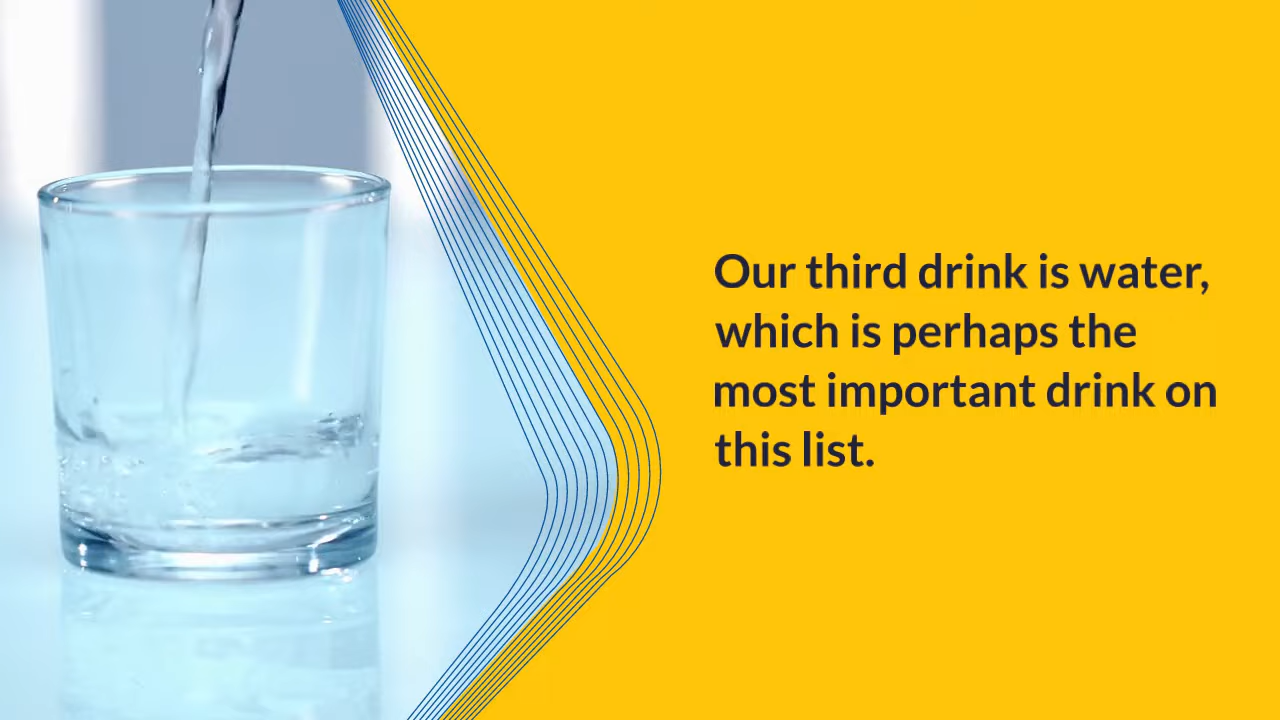 Our third drink is water,
which is perhaps the
most important drink on
this list.